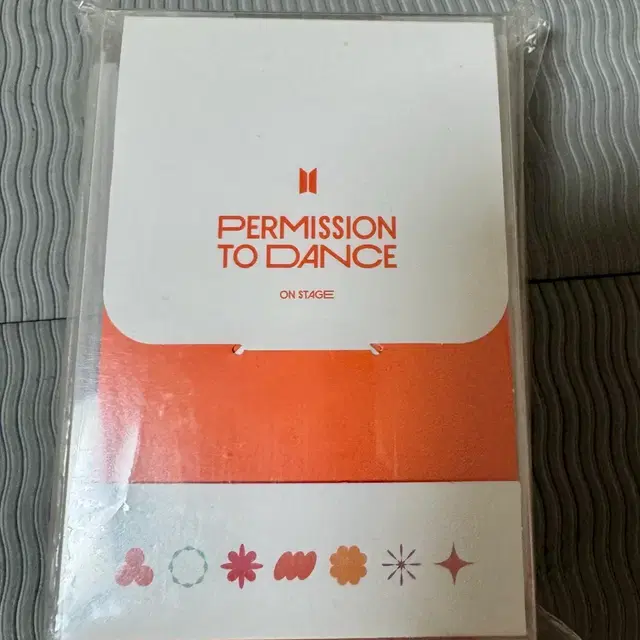 PERMISSION
TO DANCE
ON STAGE